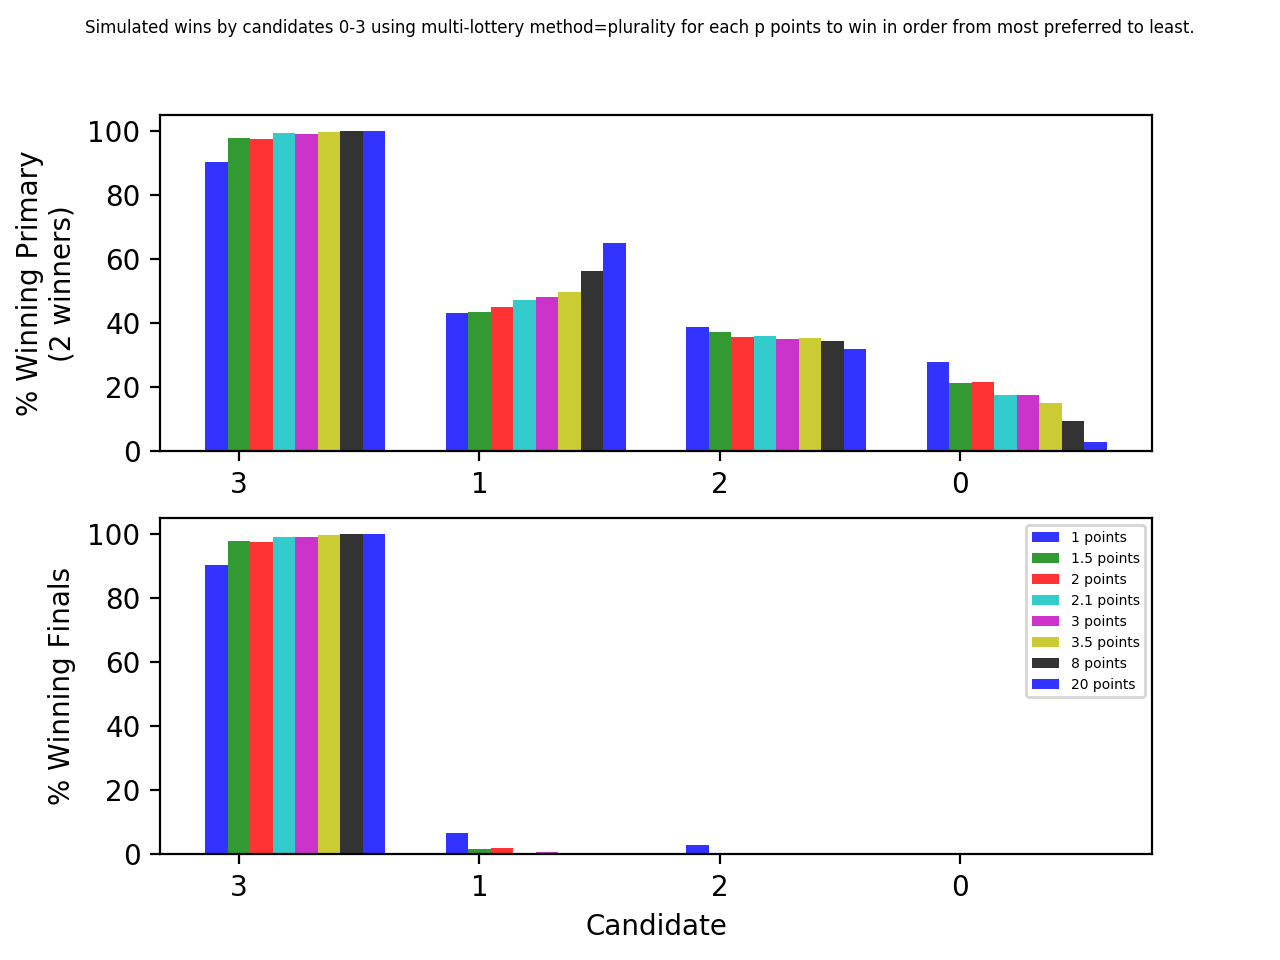 Simulated wins by candidates 0-3 using multi-lottery method=plurality for each p points to win in order from most preferred to least.
% Winning Primary
(2 winners)
100
80
60
40
20
0
3
1
2
0
% Winning Finals
100
80
60
40
20
0
3
1
2
0
Candidate
1 points
1.5 points
2 points
2.1 points
3 points
3.5 points
8 points
20 points